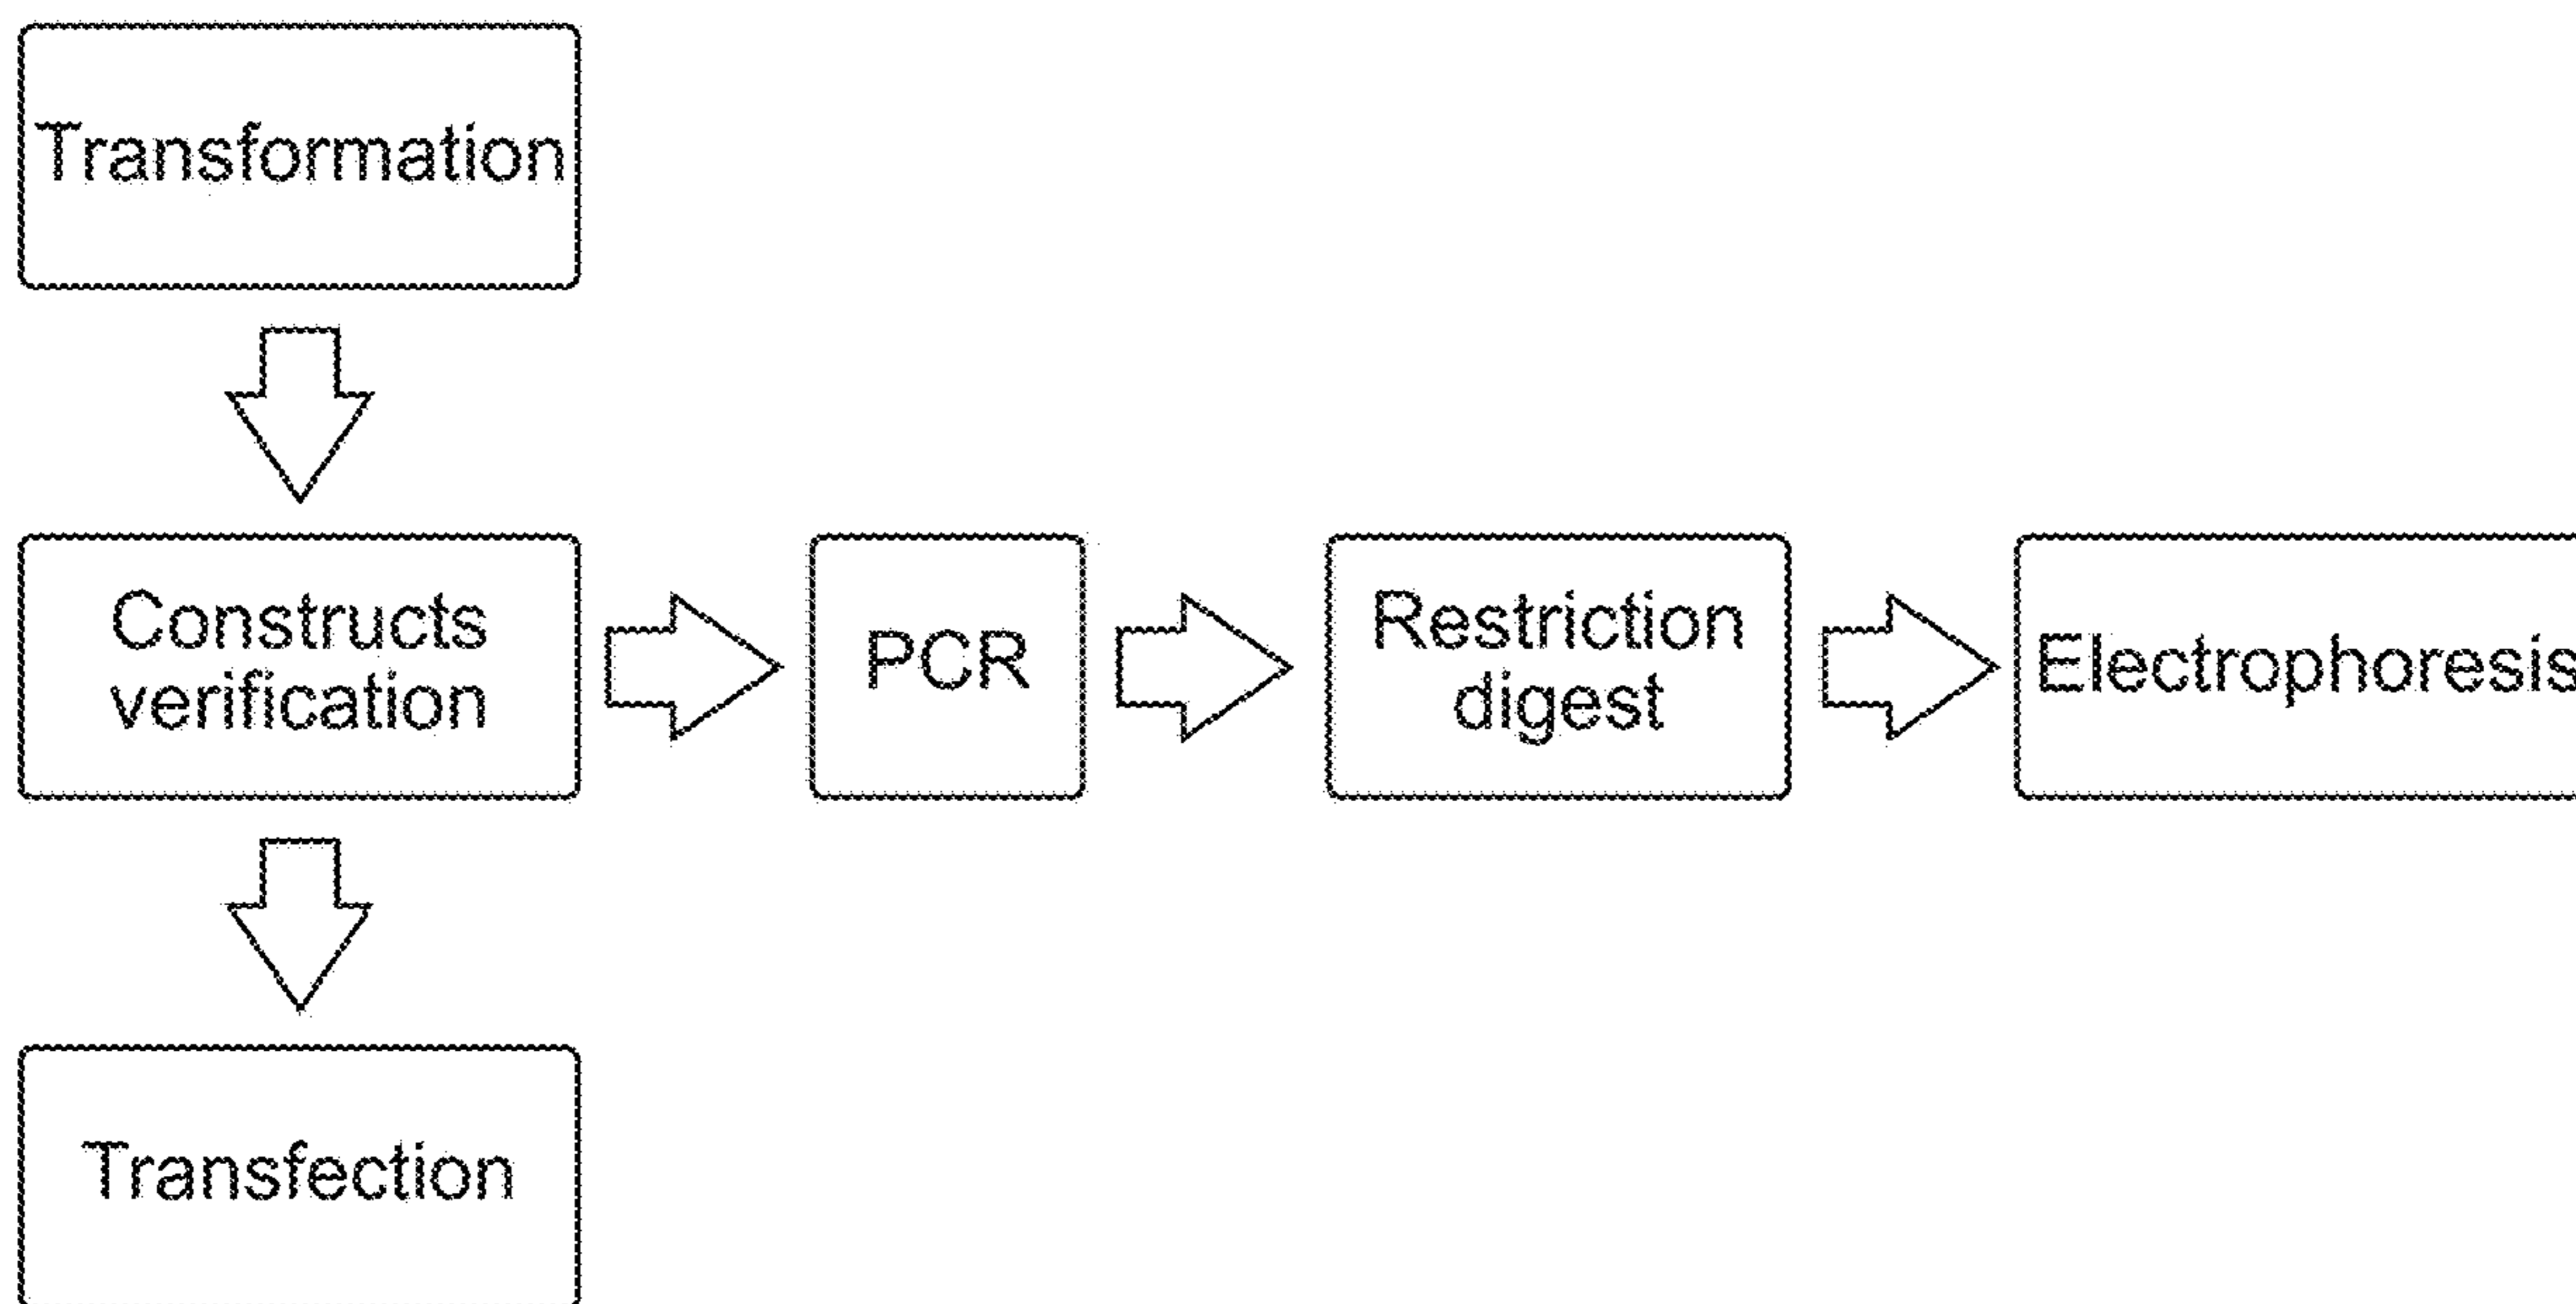 Transformation
Constructs
verification
PCR
Restriction
digest
Electrophoresis
Transfection